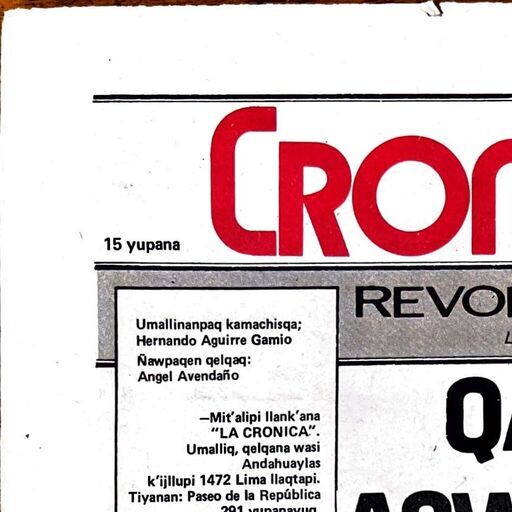 CRON
15 yupana
REVO
L
Umallinanpaq kamachisqa;
Hernando Aguirre Gamio
Ñawpaqen qelqaq:
Angel Avendaño
—Mit'alipi llank'ana
"LA CRONICA".
Umalliq, qelqana wasi
Andahuaylas
k'ijllupi 1472 Lima llaqtapi.
Tiyanan: Paseo de la República
291 yupanayuq.
QA
ASW